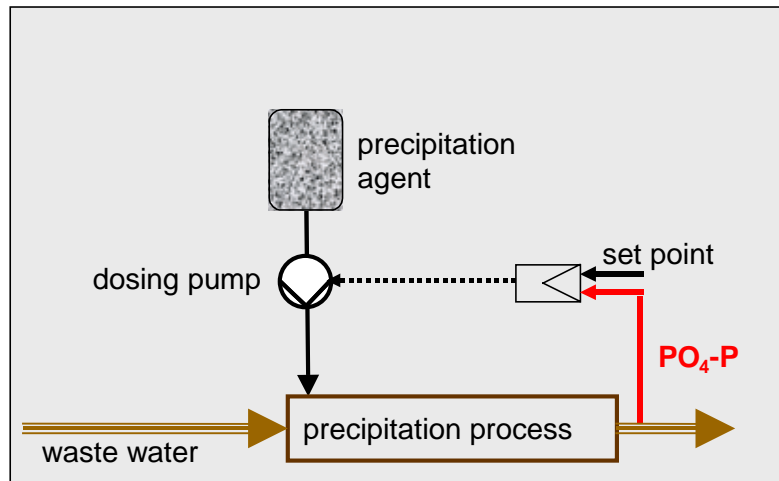 precipitation
agent
set point
dosing pump
PO₄-P
precipitation process
waste water